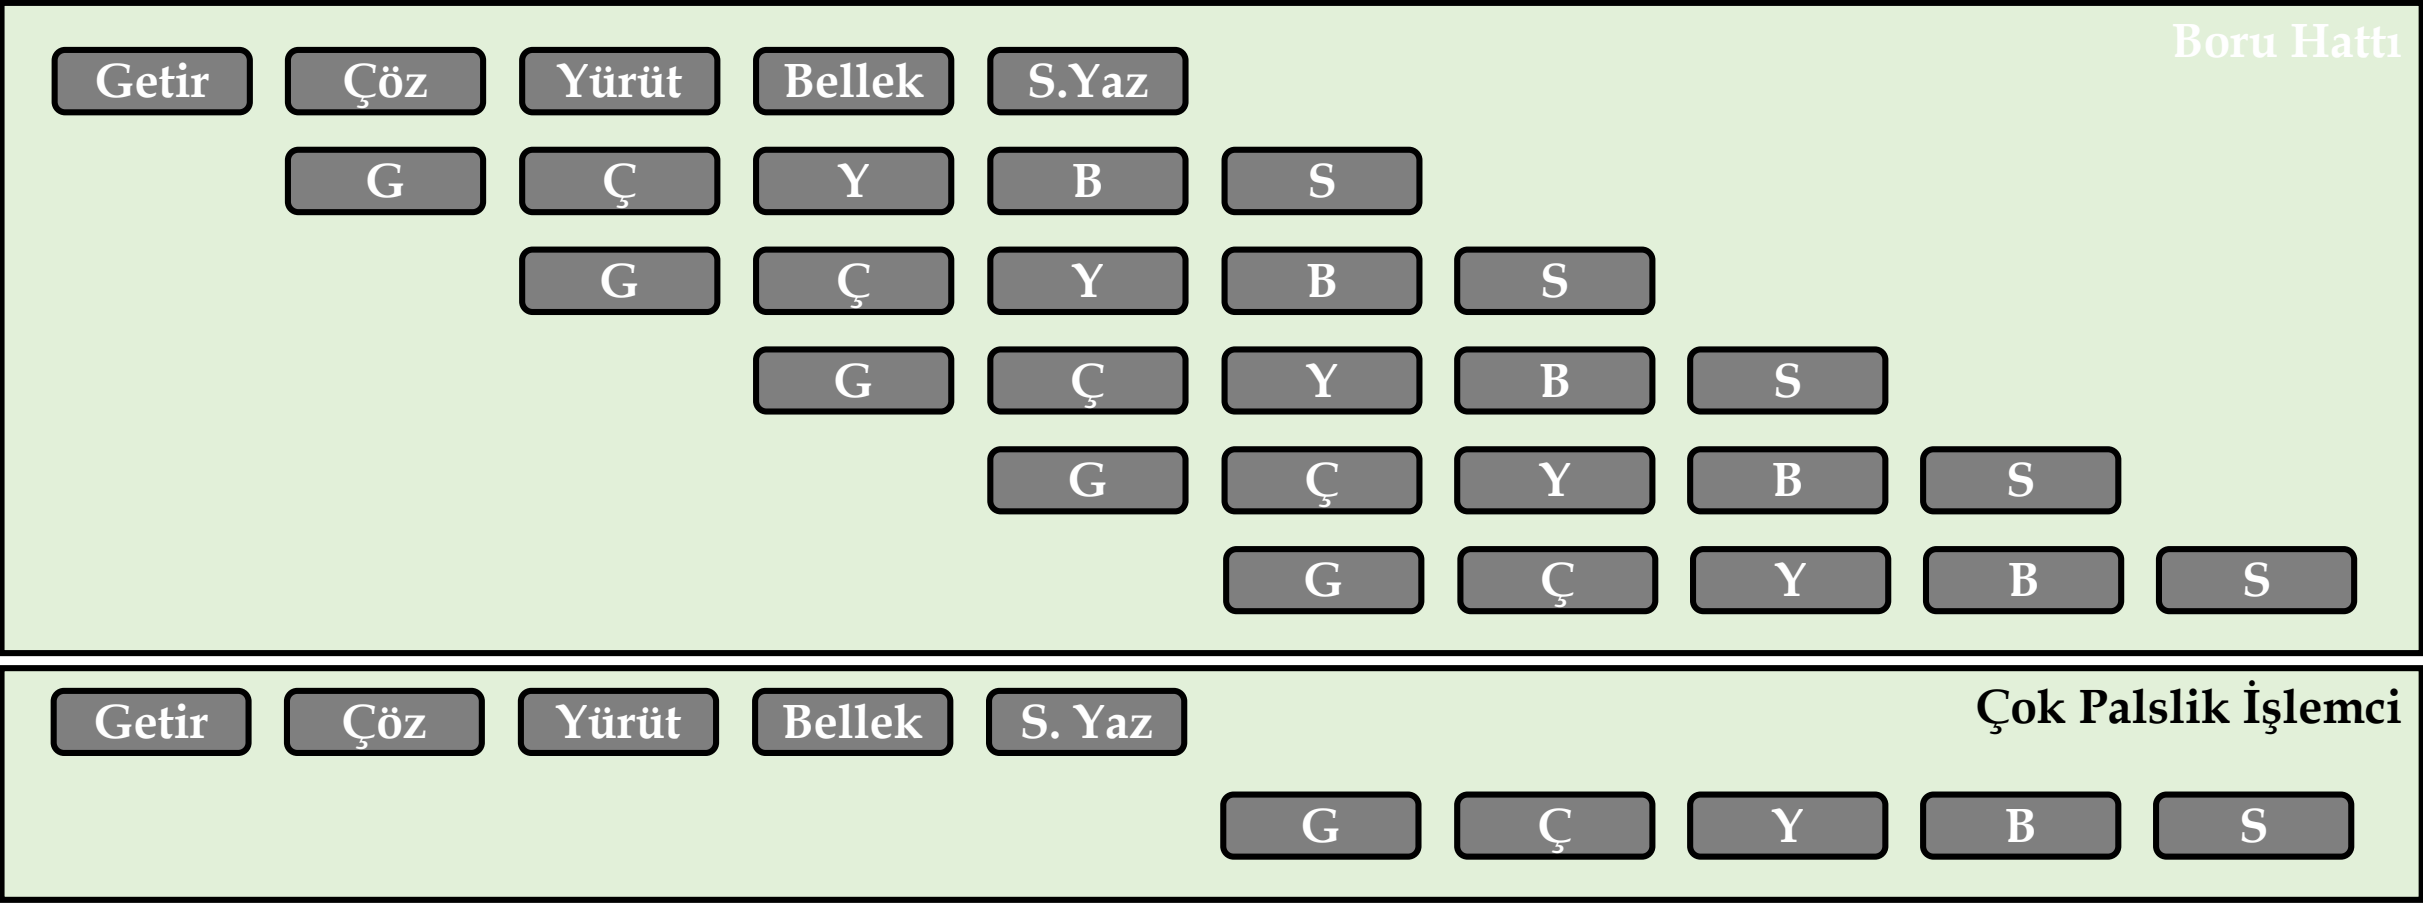 Boru Hattı
Getir Çöz Yürüt Bellek S.Yaz
G Ç Y B S
G Ç Y B S
G Ç Y B S
G Ç Y B S
G Ç Y B S
Çok Palslik İşlemci
Getir Çöz Yürüt Bellek S. Yaz
G Ç Y B S